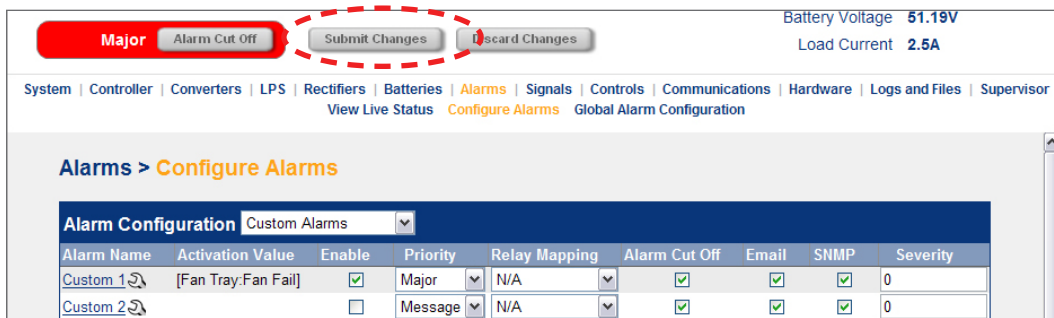 Battery Voltage 51.19V
Major Alarm Cut Off Submit Changes Discard Changes
Load Current 2.5A
System | Controller | Converters | LPS | Rectifiers | Batteries | Alarms | Signals | Controls | Communications | Hardware | Logs and Files | Supervisor
View Live Status Configure Alarms Global Alarm Configuration
Alarms > Configure Alarms
Alarm Configuration Custom Alarms
Alarm Name Activation Value Enable Priority Relay Mapping Alarm Cut Off Email SNMP Severity
Custom 1 [Fan Tray:Fan Fail] Major N/A 0
Custom 2 Message N/A 0